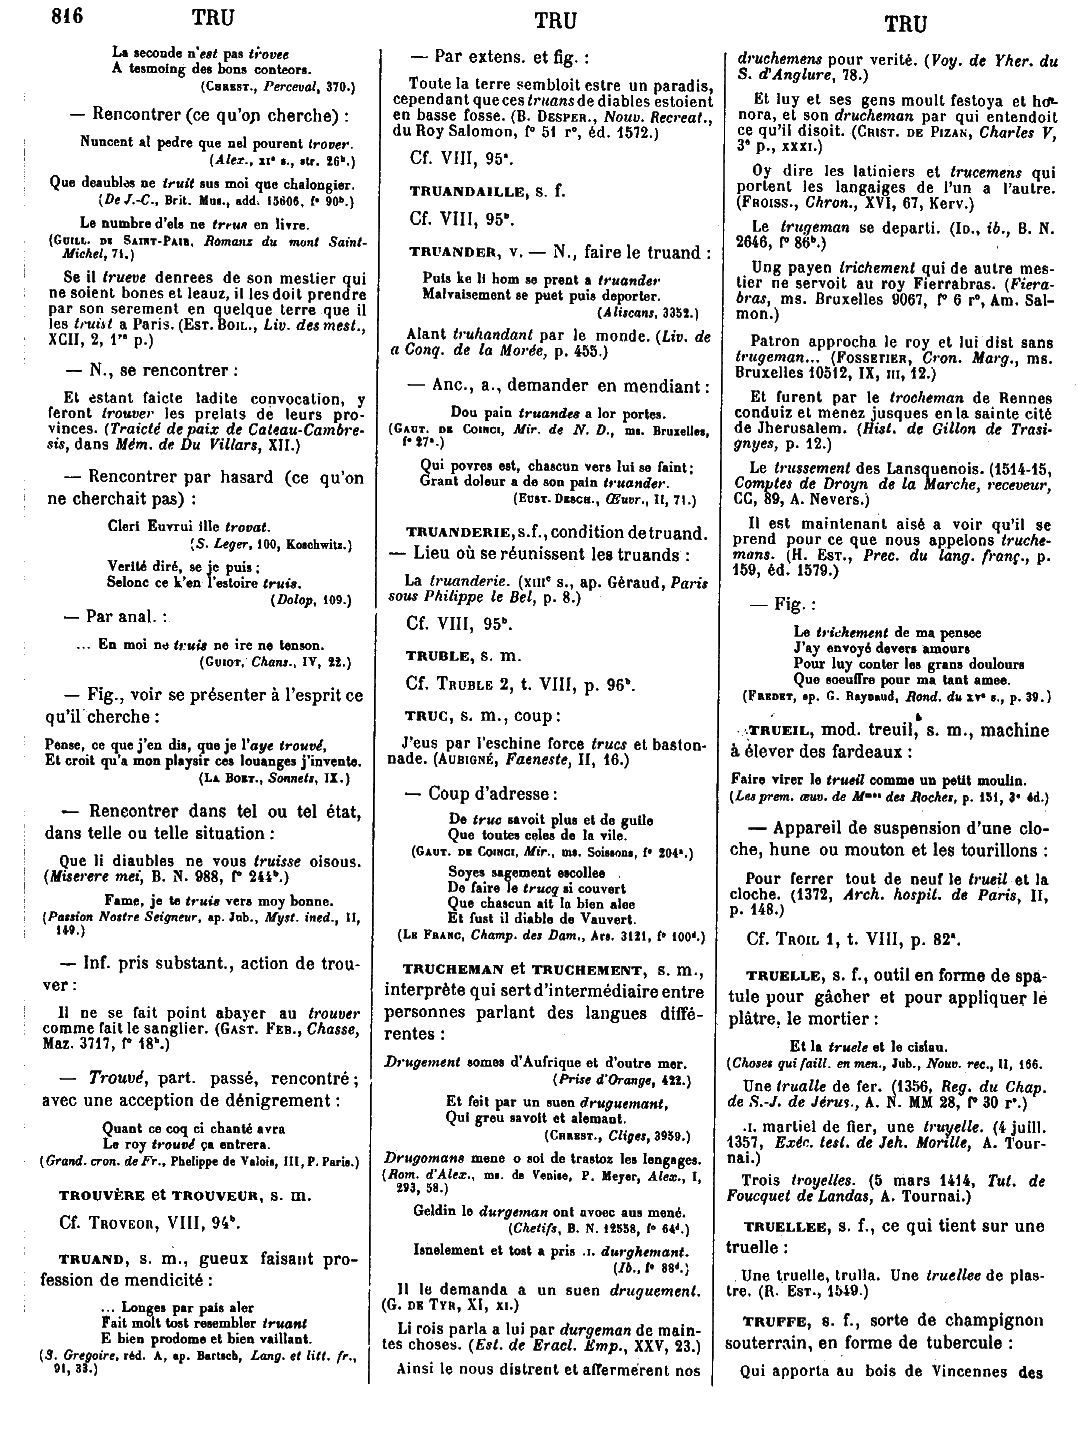 816 TRU
TRU
TRU
La seconde n'est pas trovee
A tesmoing des bons conteors.
(CHREST., Perceval, 370.)
— Rencontrer (ce qu'on cherche) :
Nuncent al pedre que nel pourent trover.
(Alex., XIe s., str. 26b.)
Que deaubles ne truit sus moi que chalongier.
(De J.-C., Brit. Mus., add. 15606, fo 90b.)
Le nombre d'els ne trrus en livre.
(GUILL. DE SAINT-PAIR, Romanz du mont Saint-
Michel, 71.)
Se il trueve denrees de son mestier qui
ne soient bones et leauz, il les doit prendre
par son serement en quelque terre que il
les truist a Paris. (EST. BOIL., Liv. des mest.,
XCII, 2, 1re p.)
— N., se rencontrer :
Et estant faicte ladite convocation, y
feront trouver les prelats de leurs pro-
vinces. (Traicté de paix de Cateau-Cambre-
sis, dans Mém. de Du Villars, XII.)
— Rencontrer par hasard (ce qu'on
ne cherchait pas) :
Cleri Euvrui ille trovat.
(S. Leger, 100, Koschwitz.)
Verité diré, se je puis ;
Selonc ce k'en l'estoire truis.
(Dolop, 109.)
— Par anal. :
... En moi ne truis ne ire ne tenson.
(GUIOT, Chans., IV, 22.)
— Fig., voir se présenter à l'esprit ce
qu'il cherche :
Pense, ce que j'en dis, que je l'aye trouvé,
Et croit qu'a mon playsir ces louanges j'invente.
(LA BOET., Sonnets, IX.)
— Rencontrer dans tel ou tel état,
dans telle ou telle situation :
Que li diaubles ne vous truisse oisous.
(Miserere mei, B. N. 988, fo 244b.)
Fame, je te truis vers moy bonne.
(Passion Nostre Seigneur, ap. Jub., Myst. ined., II,
149.)
— Inf. pris substant., action de trou-
ver :
Il ne se fait point abayer au trouver
comme fait le sanglier. (GAST. FEB., Chasse,
Maz. 3717, fo 18b.)
— Trouvé, part. passé, rencontré ;
avec une acception de dénigrement :
Quant ce coq ci chanté avra
Le roy trouvé ça entrera.
(Grand. cron. de Fr., Phelippe de Valois, III, P. Paris.)
TROUVÈRE et TROUVEUR, s. m.
Cf. TROVEOR, VIII, 94b.
TRUAND, s. m., gueux faisant pro-
fession de mendicité :
... Longes par païs aler
Fait molt tost resembler truant
E bien prodome et bien vaillant.
(S. Gregoire, réd. A, ap. Bartsch, Lang. et litt. fr.,
91, 33.)
— Par extens. et fig. :
Toute la terre sembloit estre un paradis,
cependant que ces truans de diables estoient
en basse fosse. (B. DESPER., Nouv. Recreat.,
du Roy Salomon, fo 51 ro, éd. 1572.)
Cf. VIII, 95a.
TRUANDAILLE, s. f.
Cf. VIII, 95b.
TRUANDER, v. — N., faire le truand :
Puis ke li hom se prent a truander
Malvaisement se puet puis deporter.
(Aliscans, 3352.)
Alant truhandant par le monde. (Liv. de
a Conq. de la Morée, p. 455.)
— Anc., a., demander en mendiant :
Dou pain truandes a lor portes.
(GAUT. DE COINCI, Mir. de N. D., ms. Bruxelles,
fo 27a.)
Qui povres est, chascun vers lui se faint ;
Grant doleur a de son pain truander.
(EUST. DESCH., Œuvr., II, 71.)
TRUANDERIE, s.f., condition de truand.
— Lieu où se réunissent les truands :
La truanderie. (XIIIe s., ap. Géraud, Paris
sous Philippe le Bel, p. 8.)
Cf. VIII, 95b.
TRUBLE, s. m.
Cf. TRUBLE 2, t. VIII, p. 96b.
TRUC, s. m., coup :
J'eus par l'eschine force trucs et baston-
nade. (AUBIGNÉ, Faeneste, II, 16.)
— Coup d'adresse :
De truc savoit plus et de guile
Que toutes celes de la vile.
(GAUT. DE COINCI, Mir., ms. Soissons, fo 204a.)
Soyes sagement escollee
De faire le trucq si couvert
Que chascun ait la bien alee
Et fust il diable de Vauvert.
(LE FRANC, Champ. des Dam., Ars. 3121, fo 100d.)
TRUCHEMAN et TRUCHEMENT, s. m.,
interprète qui sert d'intermédiaire entre
personnes parlant des langues diffé-
rentes :
Drugement somes d'Aufrique et d'outre mer.
(Prise d'Orange, 422.)
Et feit par un suen druguemant,
Qui greu savoit et alemant.
(CHREST., Cliges, 3959.)
Drugomans mene o soi de trastoz les lengages.
(Rom. d'Alex., ms. de Venise, P. Meyer, Alex., I,
293, 58.)
Geldin le durgeman ont avoec aus mené.
(Chetifs, B. N. 12558, fo 64d.)
Isnelement et tost a pris .I. durghemant.
(Ib., fo 88d.)
Il le demanda a un suen druguement.
(G. DE TYR, XI, XI.)
Li rois parla a lui par durgeman de main-
tes choses. (Est. de Eracl. Emp., XXV, 23.)
Ainsi le nous distrent et affermerent nos
druchemens pour verité. (Voy. de Yher. du
S. d'Anglure, 78.)
Et luy et ses gens moult festoya et hon-
nora, et son drucheman par qui entendoit
ce qu'il disoit. (CRIST. DE PIZAN, Charles V,
3e p., XXXI.)
Oy dire les latiniers et trucemens qui
portent les langaiges de l'un a l'autre.
(FROISS., Chron., XVI, 67, Kerv.)
Le trugeman se departi. (ID., ib., B. N.
2646, fo 86b.)
Ung payen trichement qui de autre mes-
tier ne servoit au roy Fierrabras. (Fiera-
bras, ms. Bruxelles 9067, fo 6 ro, Am. Sal-
mon.)
Patron approcha le roy et lui dist sans
trugeman... (FOSSETIER, Cron. Marg., ms.
Bruxelles 10512, IX, III, 12.)
Et furent par le trocheman de Rennes
conduiz et menez jusques en la sainte cité
de Jherusalem. (Hist. de Gillon de Trasi-
gnyes, p. 12.)
Le trussement des Lansquenois. (1514-15,
Comptes de Droyn de la Marche, receveur,
CC, 89, A. Nevers.)
Il est maintenant aisé a voir qu'il se
prend pour ce que nous appelons truche-
mans. (H. EST., Prec. du lang. franç., p.
159, éd. 1579.)
— Fig. :
Le trichement de ma pensee
J'ay envoyé devers amours
Pour luy conter les grans doulours
Que soeuffre pour ma tant amee.
(FREDET, ap. G. Raynaud, Rond. du XVe s., p. 39.)
TRUEIL, mod. treuil, s. m., machine
à élever des fardeaux :
Faire virer le trueil comme un petit moulin.
(Les prem. œuv. de Mmes des Roches, p. 151, 3e éd.)
— Appareil de suspension d'une clo-
che, hune ou mouton et les tourillons :
Pour ferrer tout de neuf le trueil et la
cloche. (1372, Arch. hospit. de Paris, II,
p. 148.)
Cf. TROIL 1, t. VIII, p. 82a.
TRUELLE, s. f., outil en forme de spa-
tule pour gâcher et pour appliquer le
plâtre, le mortier :
Et la truele et le cislau.
(Choses qui faill. en men., Jub., Nouv. rec., II, 166.
Une trualle de fer. (1356, Reg. du Chap.
de S.-J. de Jérus., A. N. MM 28, fo 30 ro.)
.I. martiel de fier, une truyelle. (4 juill.
1357, Exéc. test. de Jeh. Morille, A. Tour-
nai.)
Trois troyelles. (5 mars 1414, Tut. de
Foucquet de Landas, A. Tournai.)
TRUELLEE, s. f., ce qui tient sur une
truelle :
Une truelle, trulla. Une truellee de plas-
tre. (R. EST., 1549.)
TRUFFE, s. f., sorte de champignon
souterrain, en forme de tubercule :
Qui apporta au bois de Vincennes des